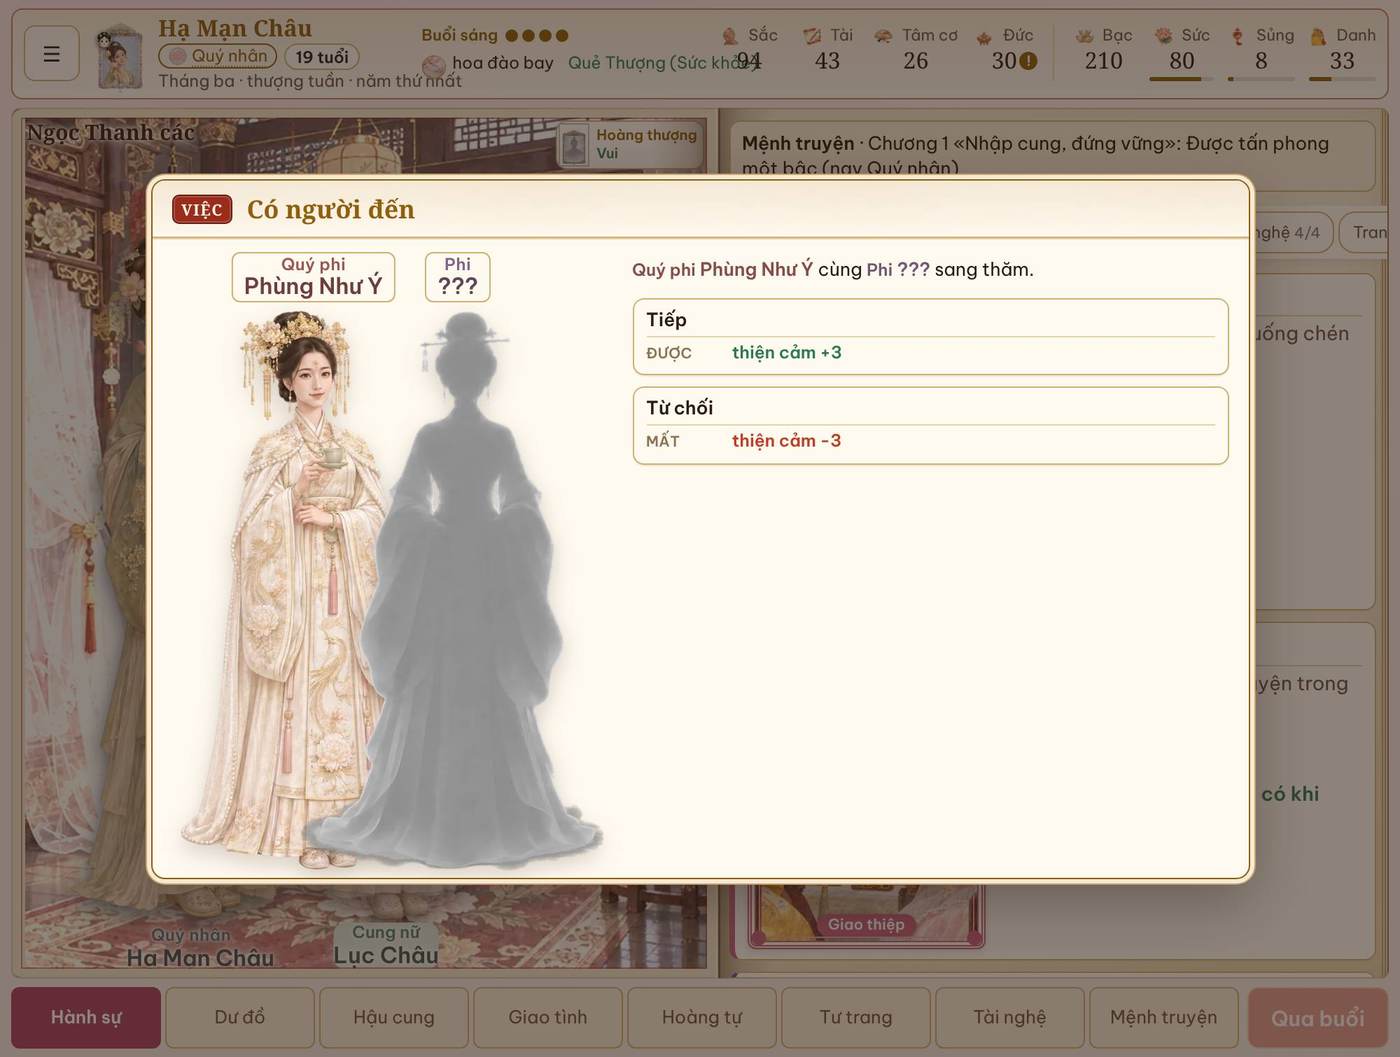 Hạ Mạn Châu
Quý nhân
19 tuổi
Tháng ba · thượng tuần · năm thứ nhất
Buổi sáng
hoa đào bay
Quẻ Thượng (Sức khỏe)
Sắc
94
Tài
43
Tâm cơ
26
Đức
30
!
Bạc
210
Sức
80
Sủng
8
Danh
33
Ngọc Thanh các
Hoàng thượng
Vui
Mệnh truyện · Chương 1 «Nhập cung, đứng vững»: Được tấn phong
một bậc (nay Quý nhân)
nghệ 4/4
Tran
VIỆC
Có người đến
Quý phi
Phùng Như Ý
Phi
???
Quý phi Phùng Như Ý cùng Phi ??? sang thăm.
Tiếp
ĐƯỢC thiện cảm +3
Từ chối
MẤT thiện cảm -3
uống chén
yện trong
có khi
Giao thiệp
Quý nhân
Hạ Mạn Châu
Cung nữ
Lục Châu
Hành sự
Dư đồ
Hậu cung
Giao tình
Hoàng tự
Tư trang
Tài nghệ
Mệnh truyện
Qua buổi